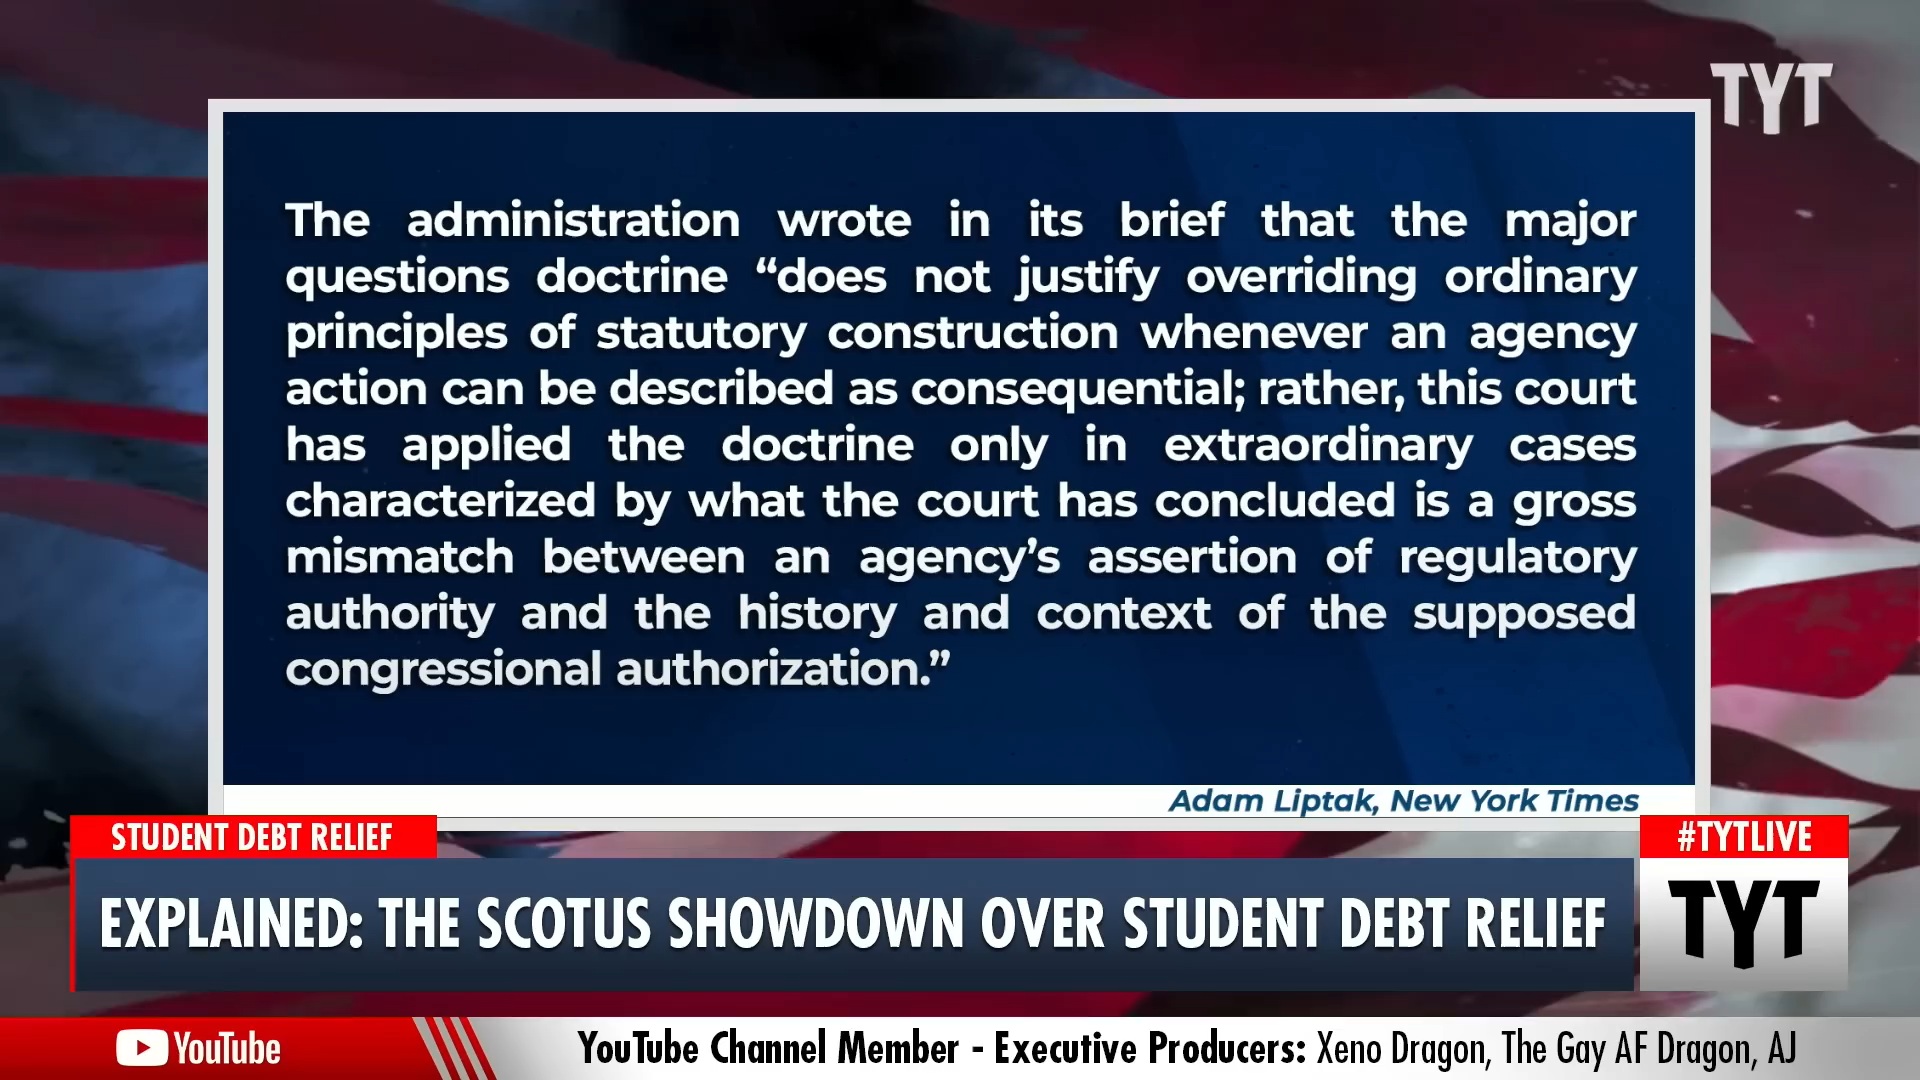 TYT
The administration wrote in its brief that the major
questions doctrine “does not justify overriding ordinary
principles of statutory construction whenever an agency
action can be described as consequential; rather, this court
has applied the doctrine only in extraordinary cases
characterized by what the court has concluded is a gross
mismatch between an agency’s assertion of regulatory
authority and the history and context of the supposed
congressional authorization.”
Adam Liptak, New York Times
STUDENT DEBT RELIEF
#TYTLIVE
EXPLAINED: THE SCOTUS SHOWDOWN OVER STUDENT DEBT RELIEF
TYT
YouTube
YouTube Channel Member - Executive Producers: Xeno Dragon, The Gay AF Dragon, AJ